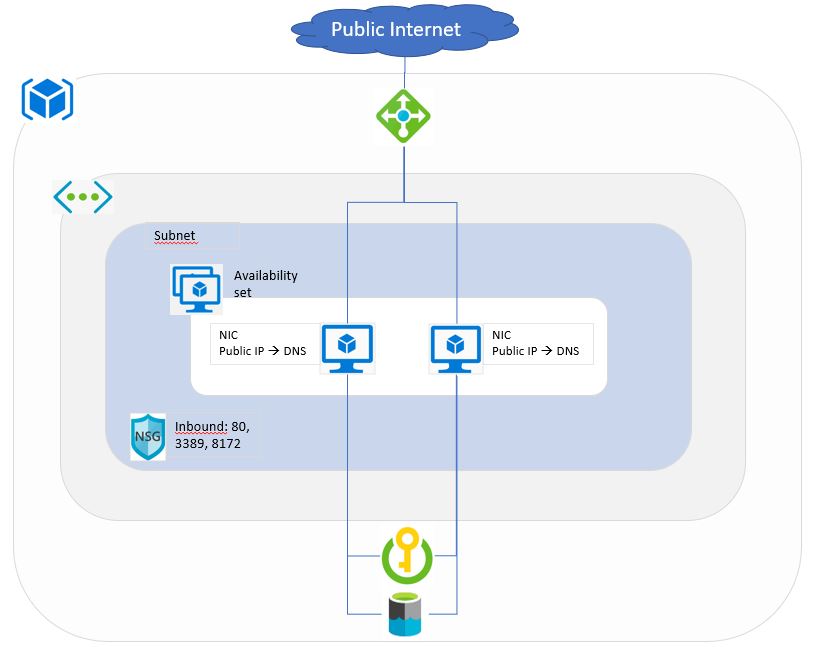 Public Internet
Subnet
Availability
set
NIC
Public IP → DNS
NIC
Public IP → DNS
NSG
Inbound: 80,
3389, 8172